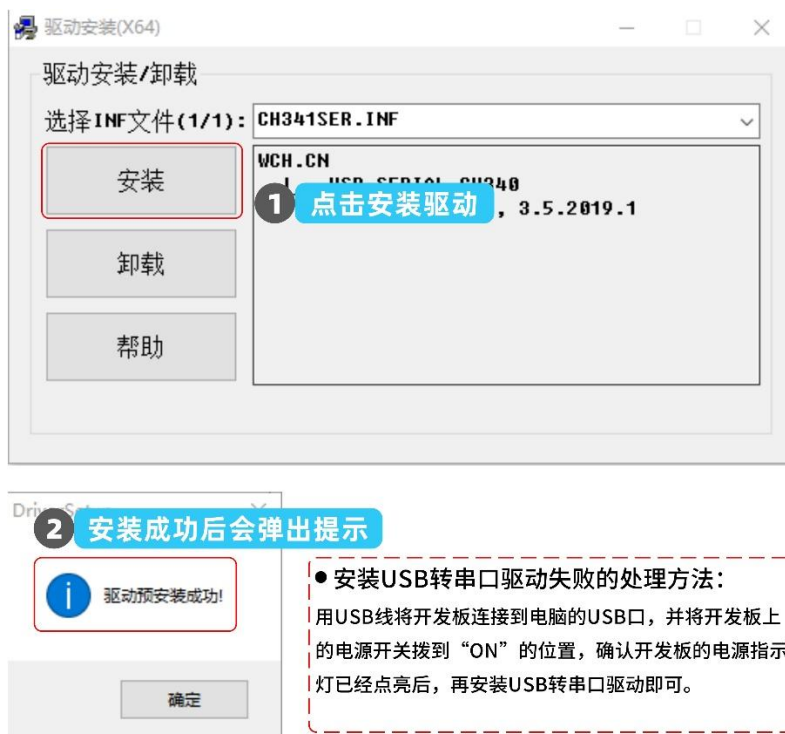 驱动安装(X64)
驱动安装/卸载
选择INF文件(1/1): CH341SER.INF
安装
WCH.CN
1 点击安装驱动
, 3.5.2019.1
卸载
帮助
2 安装成功后会弹出提示
驱动预安装成功!
确定
●安装USB转串口驱动失败的处理方法：
用USB线将开发板连接到电脑的USB口，并将开发板上
的电源开关拨到“ON”的位置，确认开发板的电源指示
灯已经点亮后，再安装USB转串口驱动即可。